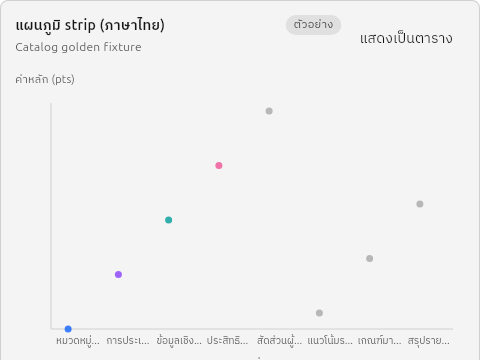 แผนภูมิ strip (ภาษาไทย)
ตัวอย่าง
แสดงเป็นตาราง
Catalog golden fixture
ค่าหลัก (pts)
หมวดหมู่... การประเ... ข้อมูลเชิง... ประสิทธิ... สัดส่วนผู้... แนวโน้มร... เกณฑ์มา... สรุปราย...